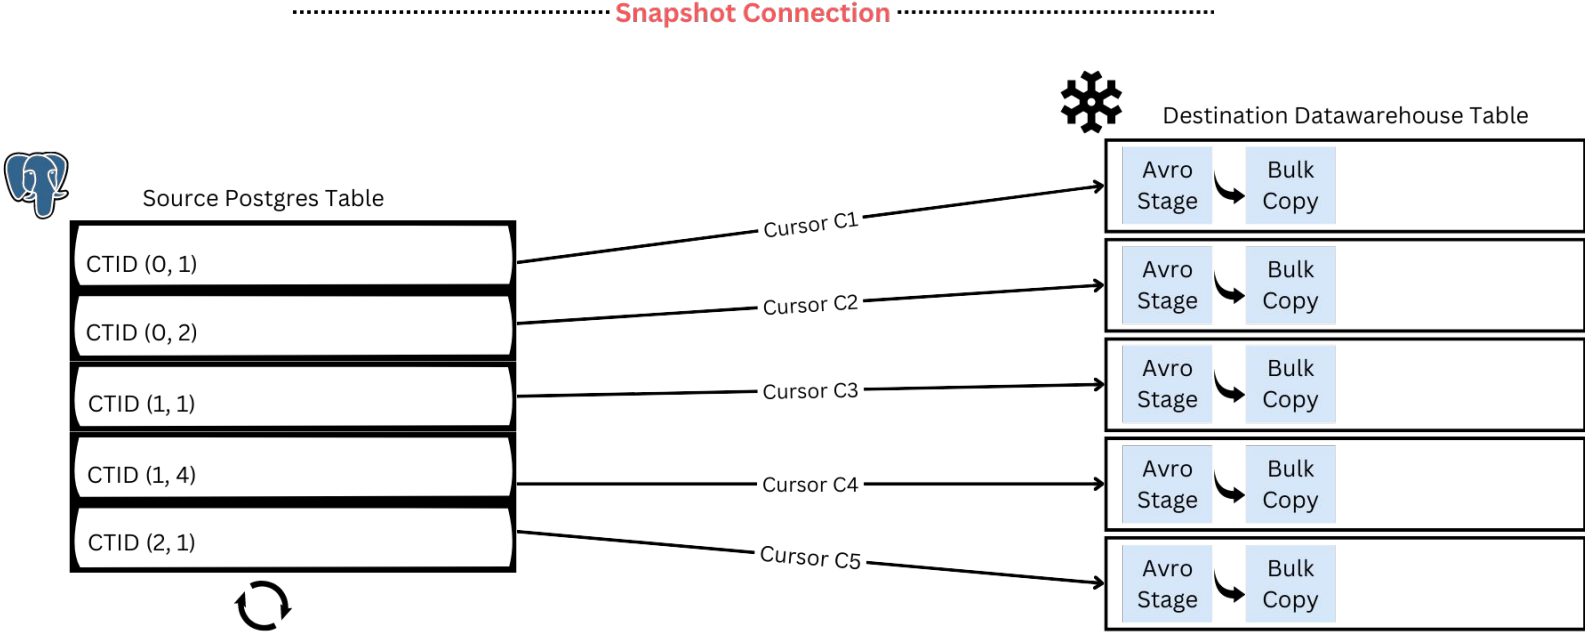 Snapshot Connection
Destination Datawarehouse Table
Source Postgres Table
CTID (0, 1)
CTID (0, 2)
CTID (1, 1)
CTID (1, 4)
CTID (2, 1)
Cursor C1
Cursor C2
Cursor C3
Cursor C4
Cursor C5
Avro
Stage
Bulk
Copy
Avro
Stage
Bulk
Copy
Avro
Stage
Bulk
Copy
Avro
Stage
Bulk
Copy
Avro
Stage
Bulk
Copy